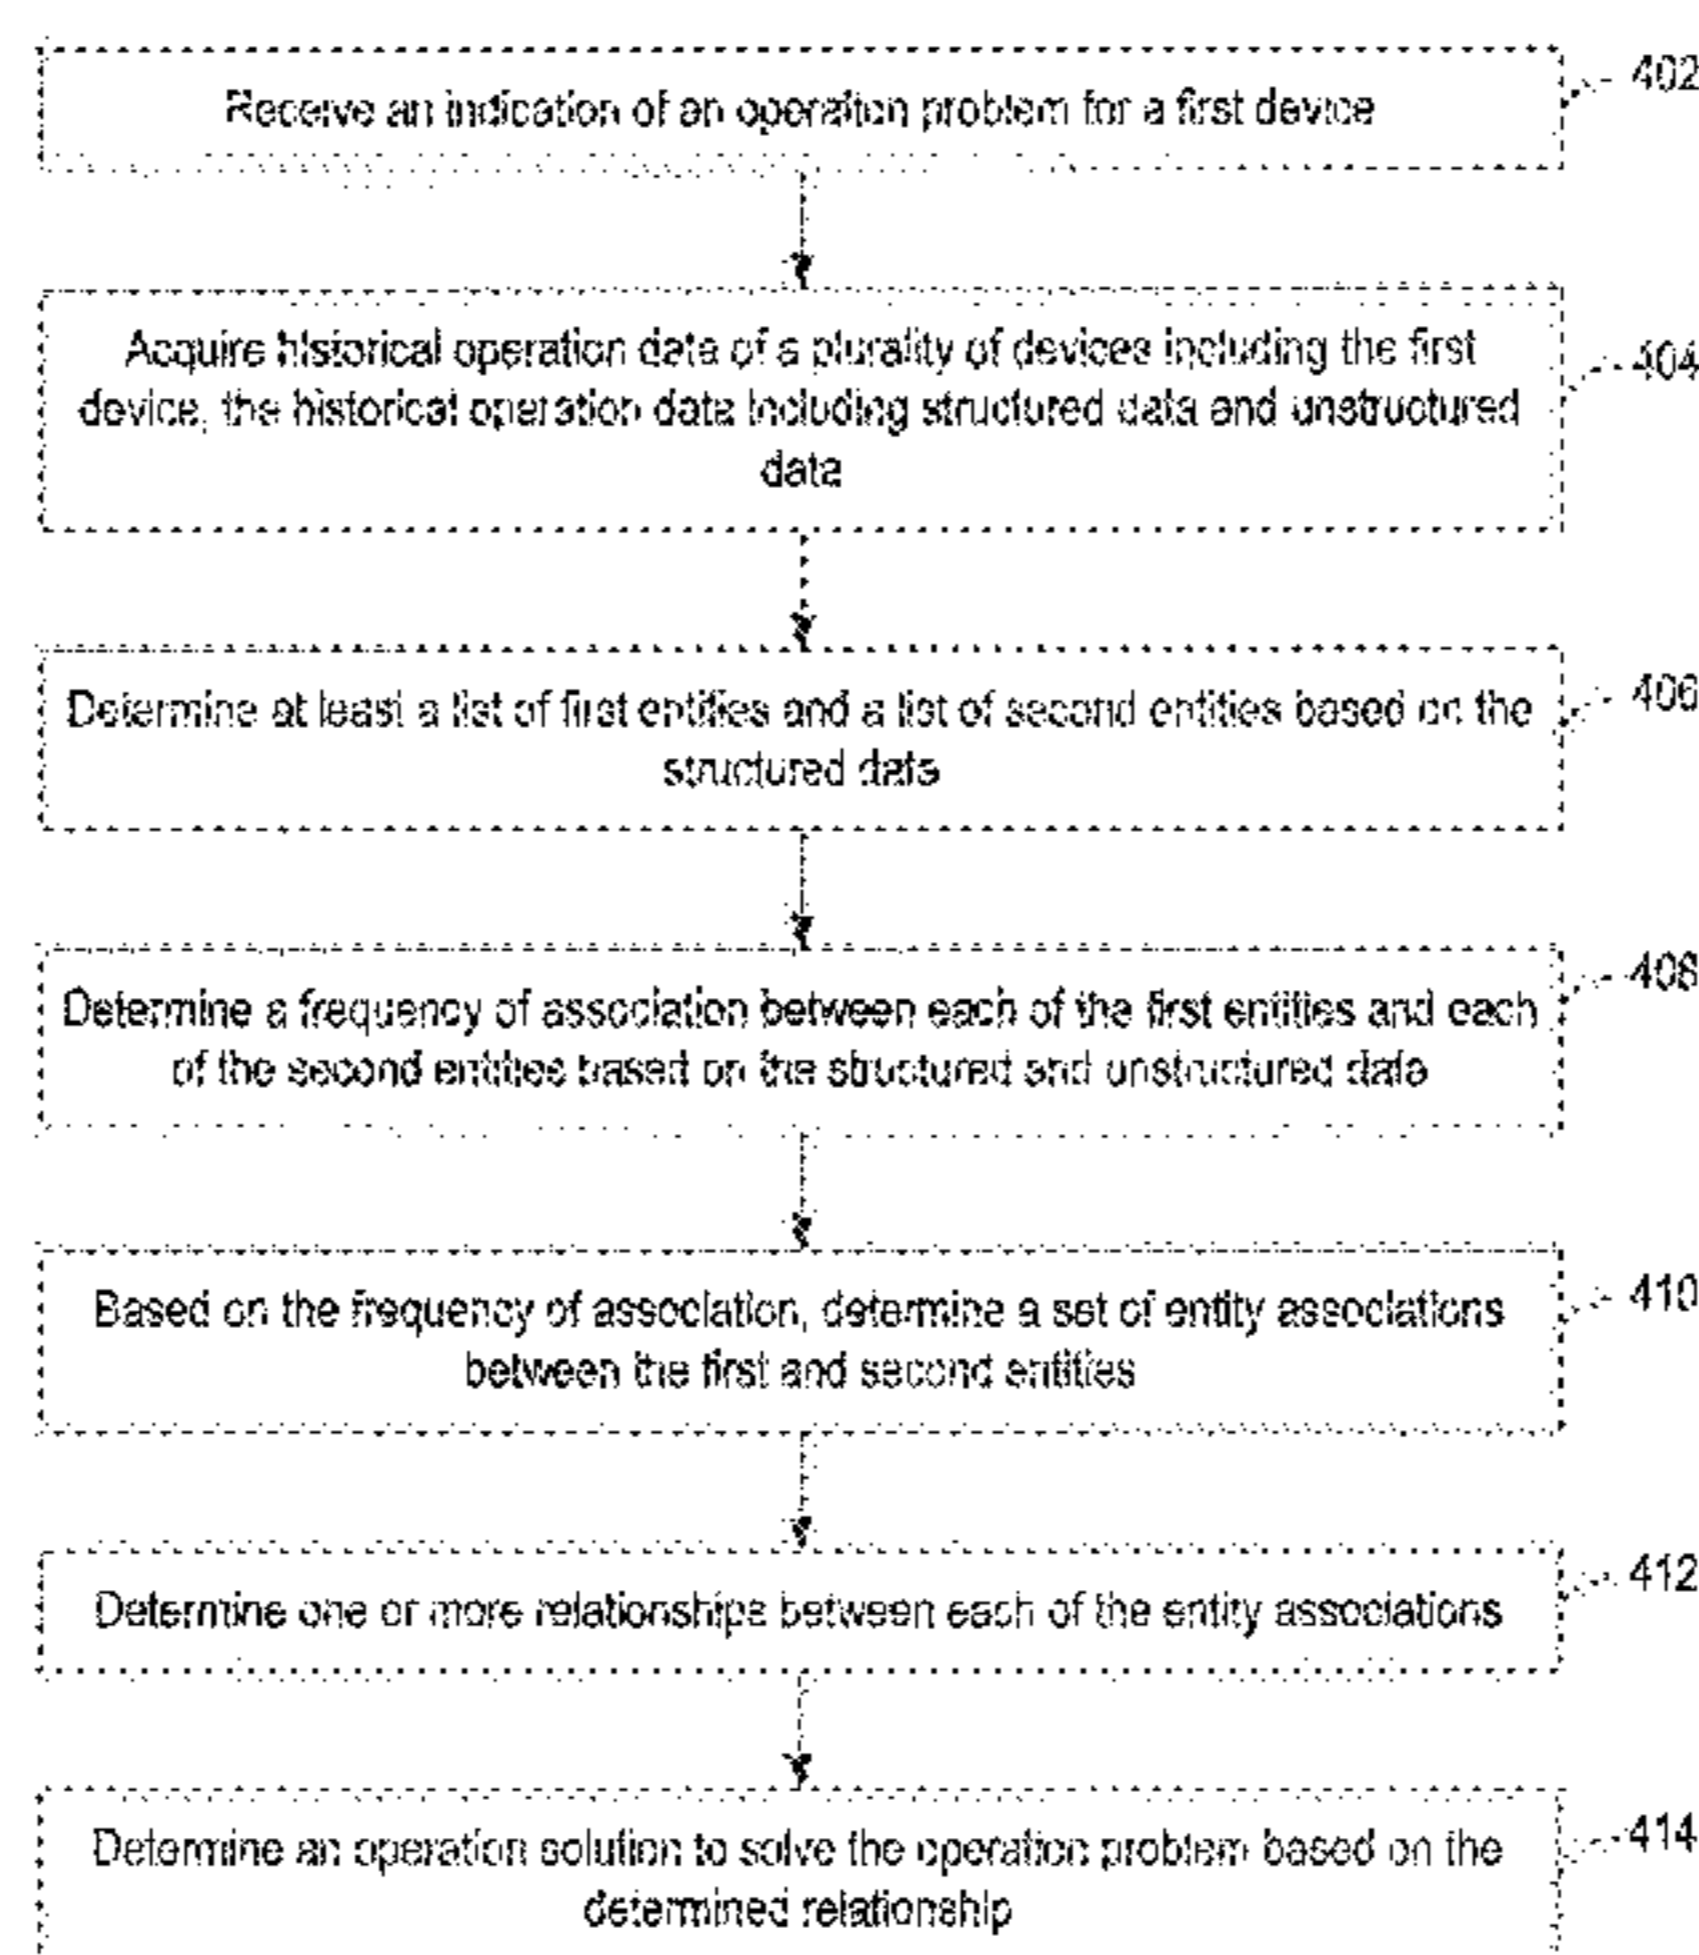 Receive an indication of an operation problem for a first device
402
Acquire historical operation data of a plurality of devices including the first
device, the historical operation data including structured data and unstructured
data
404
Determine at least a list of first entities and a list of second entities based on the
structured data
406
Determine a frequency of association between each of the first entities and each
of the second entities based on the structured and unstructured data
408
Based on the frequency of association, determine a set of entity associations
between the first and second entities
410
Determine one or more relationships between each of the entity associations
412
Determine an operation solution to solve the operation problem based on the
determined relationship
414